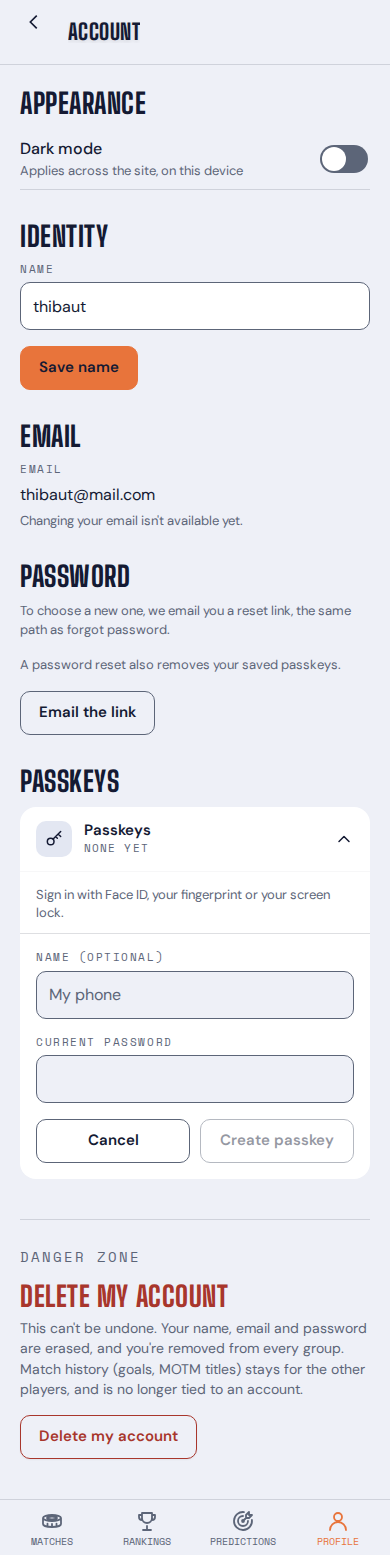 ACCOUNT
APPEARANCE
Dark mode
Applies across the site, on this device
IDENTITY
NAME
thibaut
Save name
EMAIL
EMAIL
thibaut@mail.com
Changing your email isn't available yet.
PASSWORD
To choose a new one, we email you a reset link, the same
path as forgot password.
A password reset also removes your saved passkeys.
Email the link
PASSKEYS
Passkeys
NONE YET
Sign in with Face ID, your fingerprint or your screen
lock.
NAME (OPTIONAL)
My phone
CURRENT PASSWORD
Cancel
Create passkey
DANGER ZONE
DELETE MY ACCOUNT
This can't be undone. Your name, email and password
are erased, and you're removed from every group.
Match history (goals, MOTM titles) stays for the other
players, and is no longer tied to an account.
Delete my account
MATCHES
RANKINGS
PREDICTIONS
PROFILE